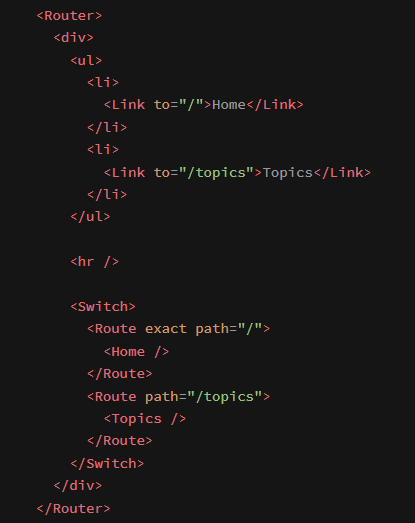 <Router>
  <div>
    <ul>
      <li>
        <Link to="/">Home</Link>
      </li>
      <li>
        <Link to="/topics">Topics</Link>
      </li>
    </ul>

    <hr />

    <Switch>
      <Route exact path="/">
        <Home />
      </Route>
      <Route path="/topics">
        <Topics />
      </Route>
    </Switch>
  </div>
</Router>